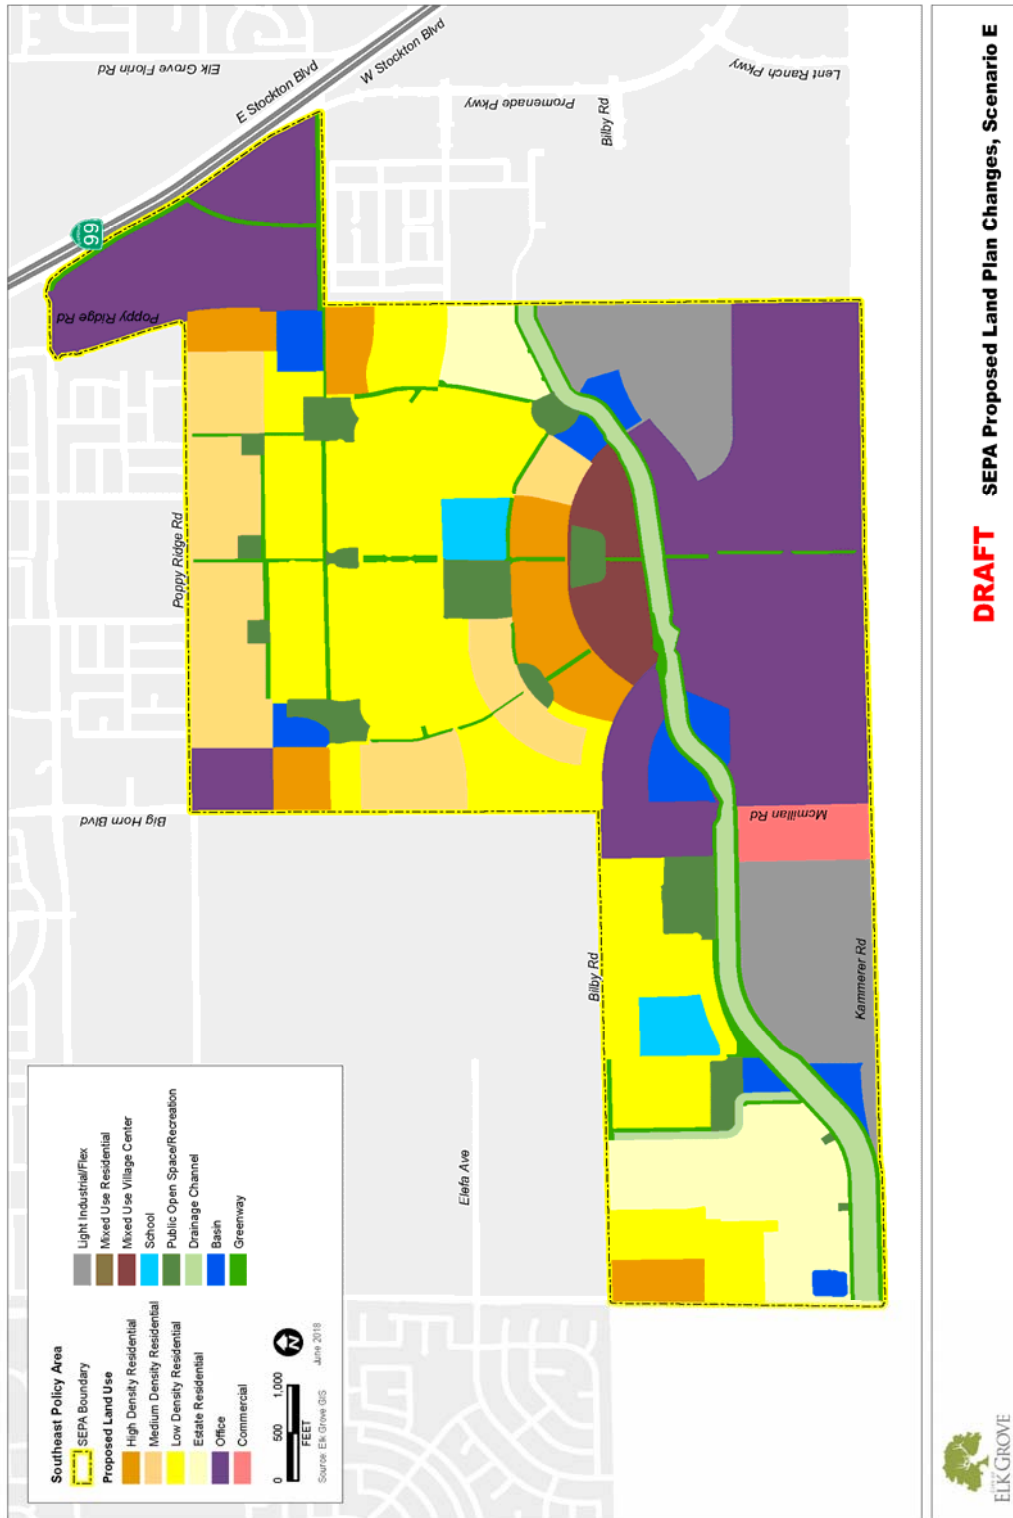 Elk Grove Florin Rd
E Stockton Blvd
W Stockton Blvd
Promenade Pkwy
Bilby Rd
Lent Ranch Pkwy
99
Poppy Ridge Rd
Poppy Ridge Rd
Big Horn Blvd
Mcmillan Rd
Bilby Rd
Kammerer Rd
Elefa Ave
Southeast Policy Area
SEPA Boundary
Proposed Land Use
High Density Residential
Medium Density Residential
Low Density Residential
Estate Residential
Office
Commercial
Light Industrial/Flex
Mixed Use Residential
Mixed Use Village Center
School
Public Open Space/Recreation
Drainage Channel
Basin
Greenway
0 500 1,000
FEET
N
Source: Elk Grove GIS June 2018
CITY OF
ELK GROVE
DRAFT SEPA Proposed Land Plan Changes, Scenario E